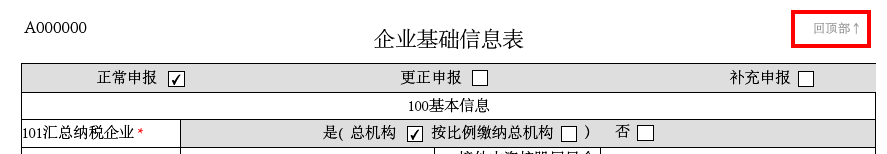 A000000
企业基础信息表
回顶部↑
正常申报 ✓ 更正申报 补充申报
100基本信息
101汇总纳税企业* 是( 总机构 ✓ 按比例缴纳总机构 ) 否